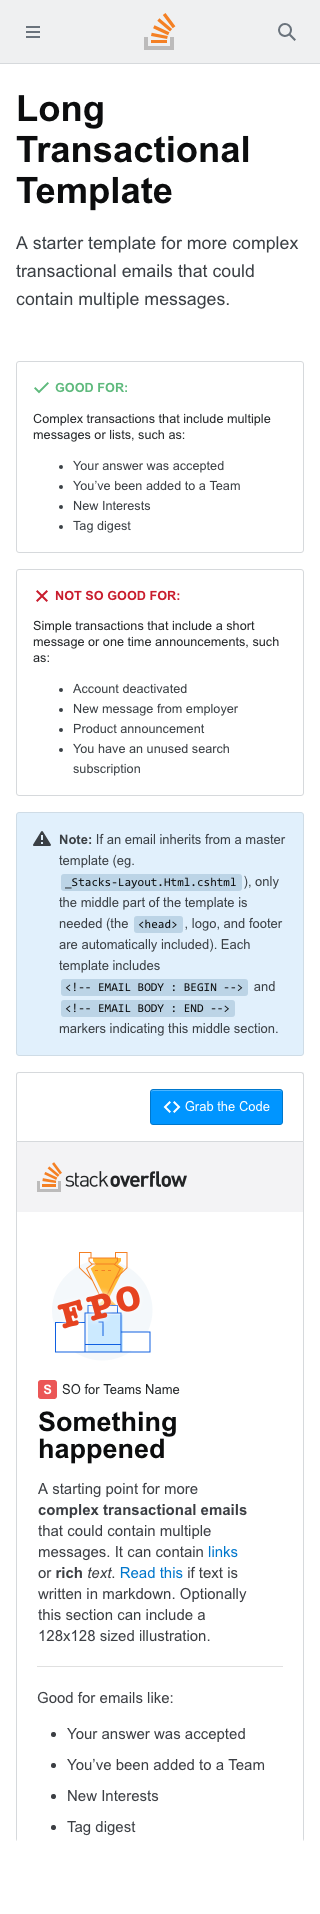 Long
Transactional
Template
A starter template for more complex
transactional emails that could
contain multiple messages.
GOOD FOR:
Complex transactions that include multiple
messages or lists, such as:
• Your answer was accepted
• You've been added to a Team
• New Interests
• Tag digest
NOT SO GOOD FOR:
Simple transactions that include a short
message or one time announcements, such
as:
• Account deactivated
• New message from employer
• Product announcement
• You have an unused search
subscription
Note: If an email inherits from a master
template (eg.
_Stacks-Layout.Html.cshtml ), only
the middle part of the template is
needed (the <head> , logo, and footer
are automatically included). Each
template includes
<!-- EMAIL BODY : BEGIN --> and
<!-- EMAIL BODY : END -->
markers indicating this middle section.
Grab the Code
stackoverflow
FPO
1
S SO for Teams Name
Something
happened
A starting point for more
complex transactional emails
that could contain multiple
messages. It can contain links
or rich text. Read this if text is
written in markdown. Optionally
this section can include a
128x128 sized illustration.
Good for emails like:
• Your answer was accepted
• You've been added to a Team
• New Interests
• Tag digest